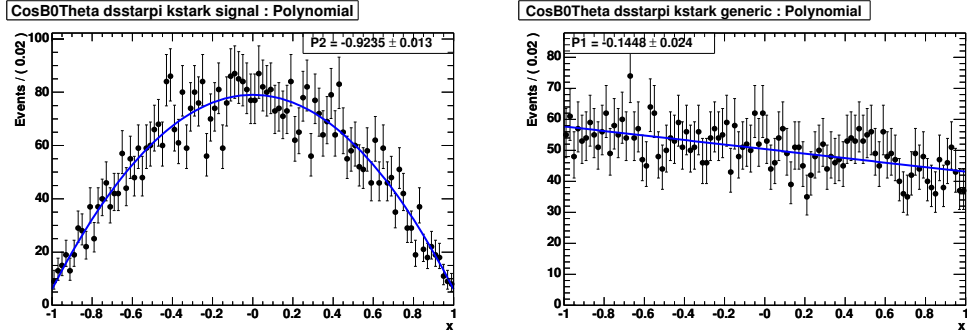 CosB0Theta dsstarpi kstark signal : Polynomial
Events / ( 0.02 )
P2 = -0.9235 ± 0.013
100
80
60
40
20
0
-1 -0.8 -0.6 -0.4 -0.2 -0 0.2 0.4 0.6 0.8 1
x
CosB0Theta dsstarpi kstark generic : Polynomial
Events / ( 0.02 )
P1 = -0.1448 ± 0.024
80
70
60
50
40
30
20
10
0
-1 -0.8 -0.6 -0.4 -0.2 -0 0.2 0.4 0.6 0.8 1
x